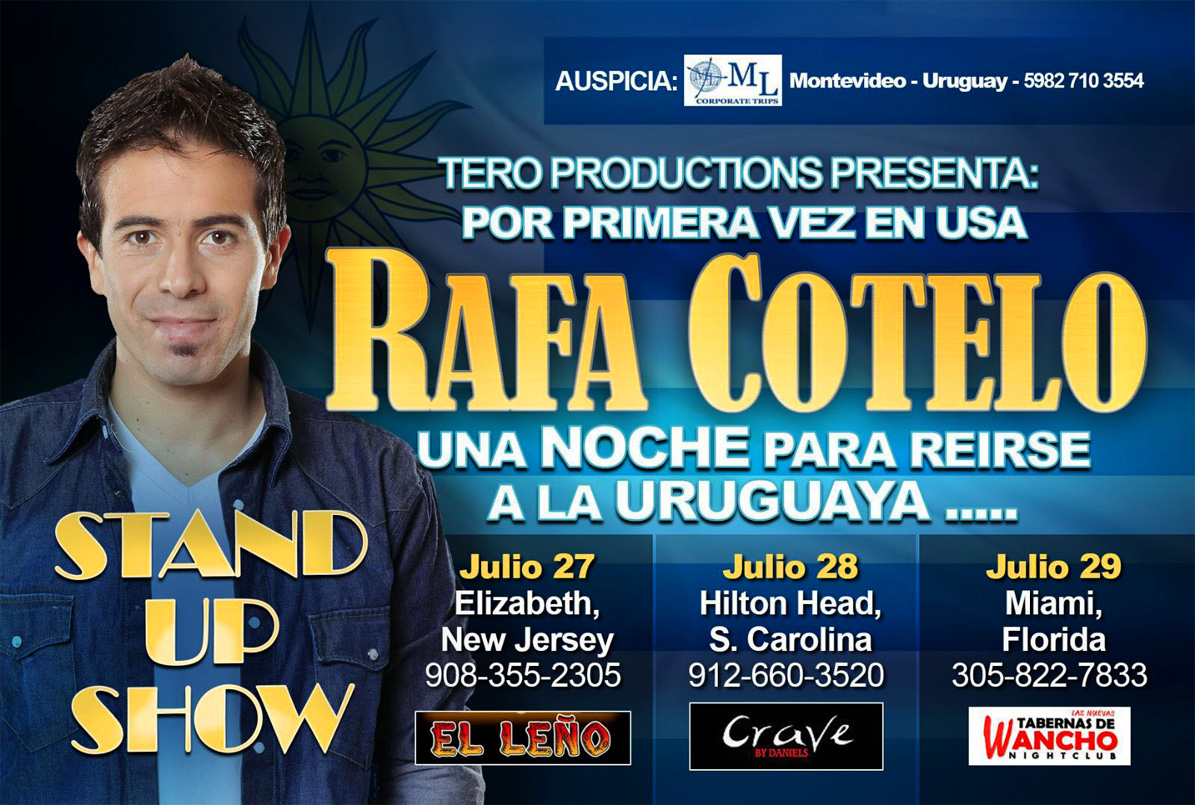 AUSPICIA: ML CORPORATE TRIPS Montevideo - Uruguay - 5982 710 3554
TERO PRODUCTIONS PRESENTA:
POR PRIMERA VEZ EN USA
RAFA COTELO
UNA NOCHE PARA REIRSE
A LA URUGUAYA .....
STAND
UP
SHOW
Julio 27
Elizabeth,
New Jersey
908-355-2305
EL LEÑO
Julio 28
Hilton Head,
S. Carolina
912-660-3520
Crave
BY DANIELS
Julio 29
Miami,
Florida
305-822-7833
LAS NUEVAS
TABERNAS DE
WANCHO
NIGHTCLUB